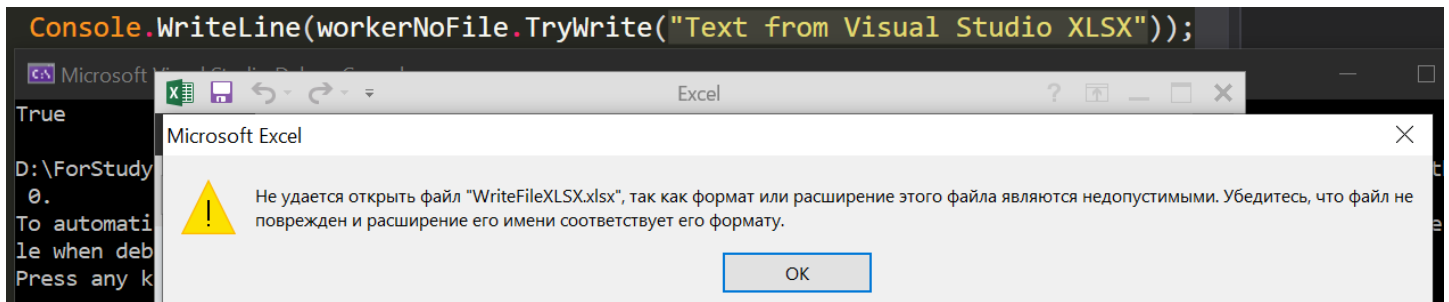 Console.WriteLine(workerNoFile.TryWrite("Text from Visual Studio XLSX"));
Microsoft
Excel
True
Microsoft Excel
D:\ForStudy
0.
Не удается открыть файл "WriteFileXLSX.xlsx", так как формат или расширение этого файла являются недопустимыми. Убедитесь, что файл не
поврежден и расширение его имени соответствует его формату.
To automati
le when deb
Press any k
OK